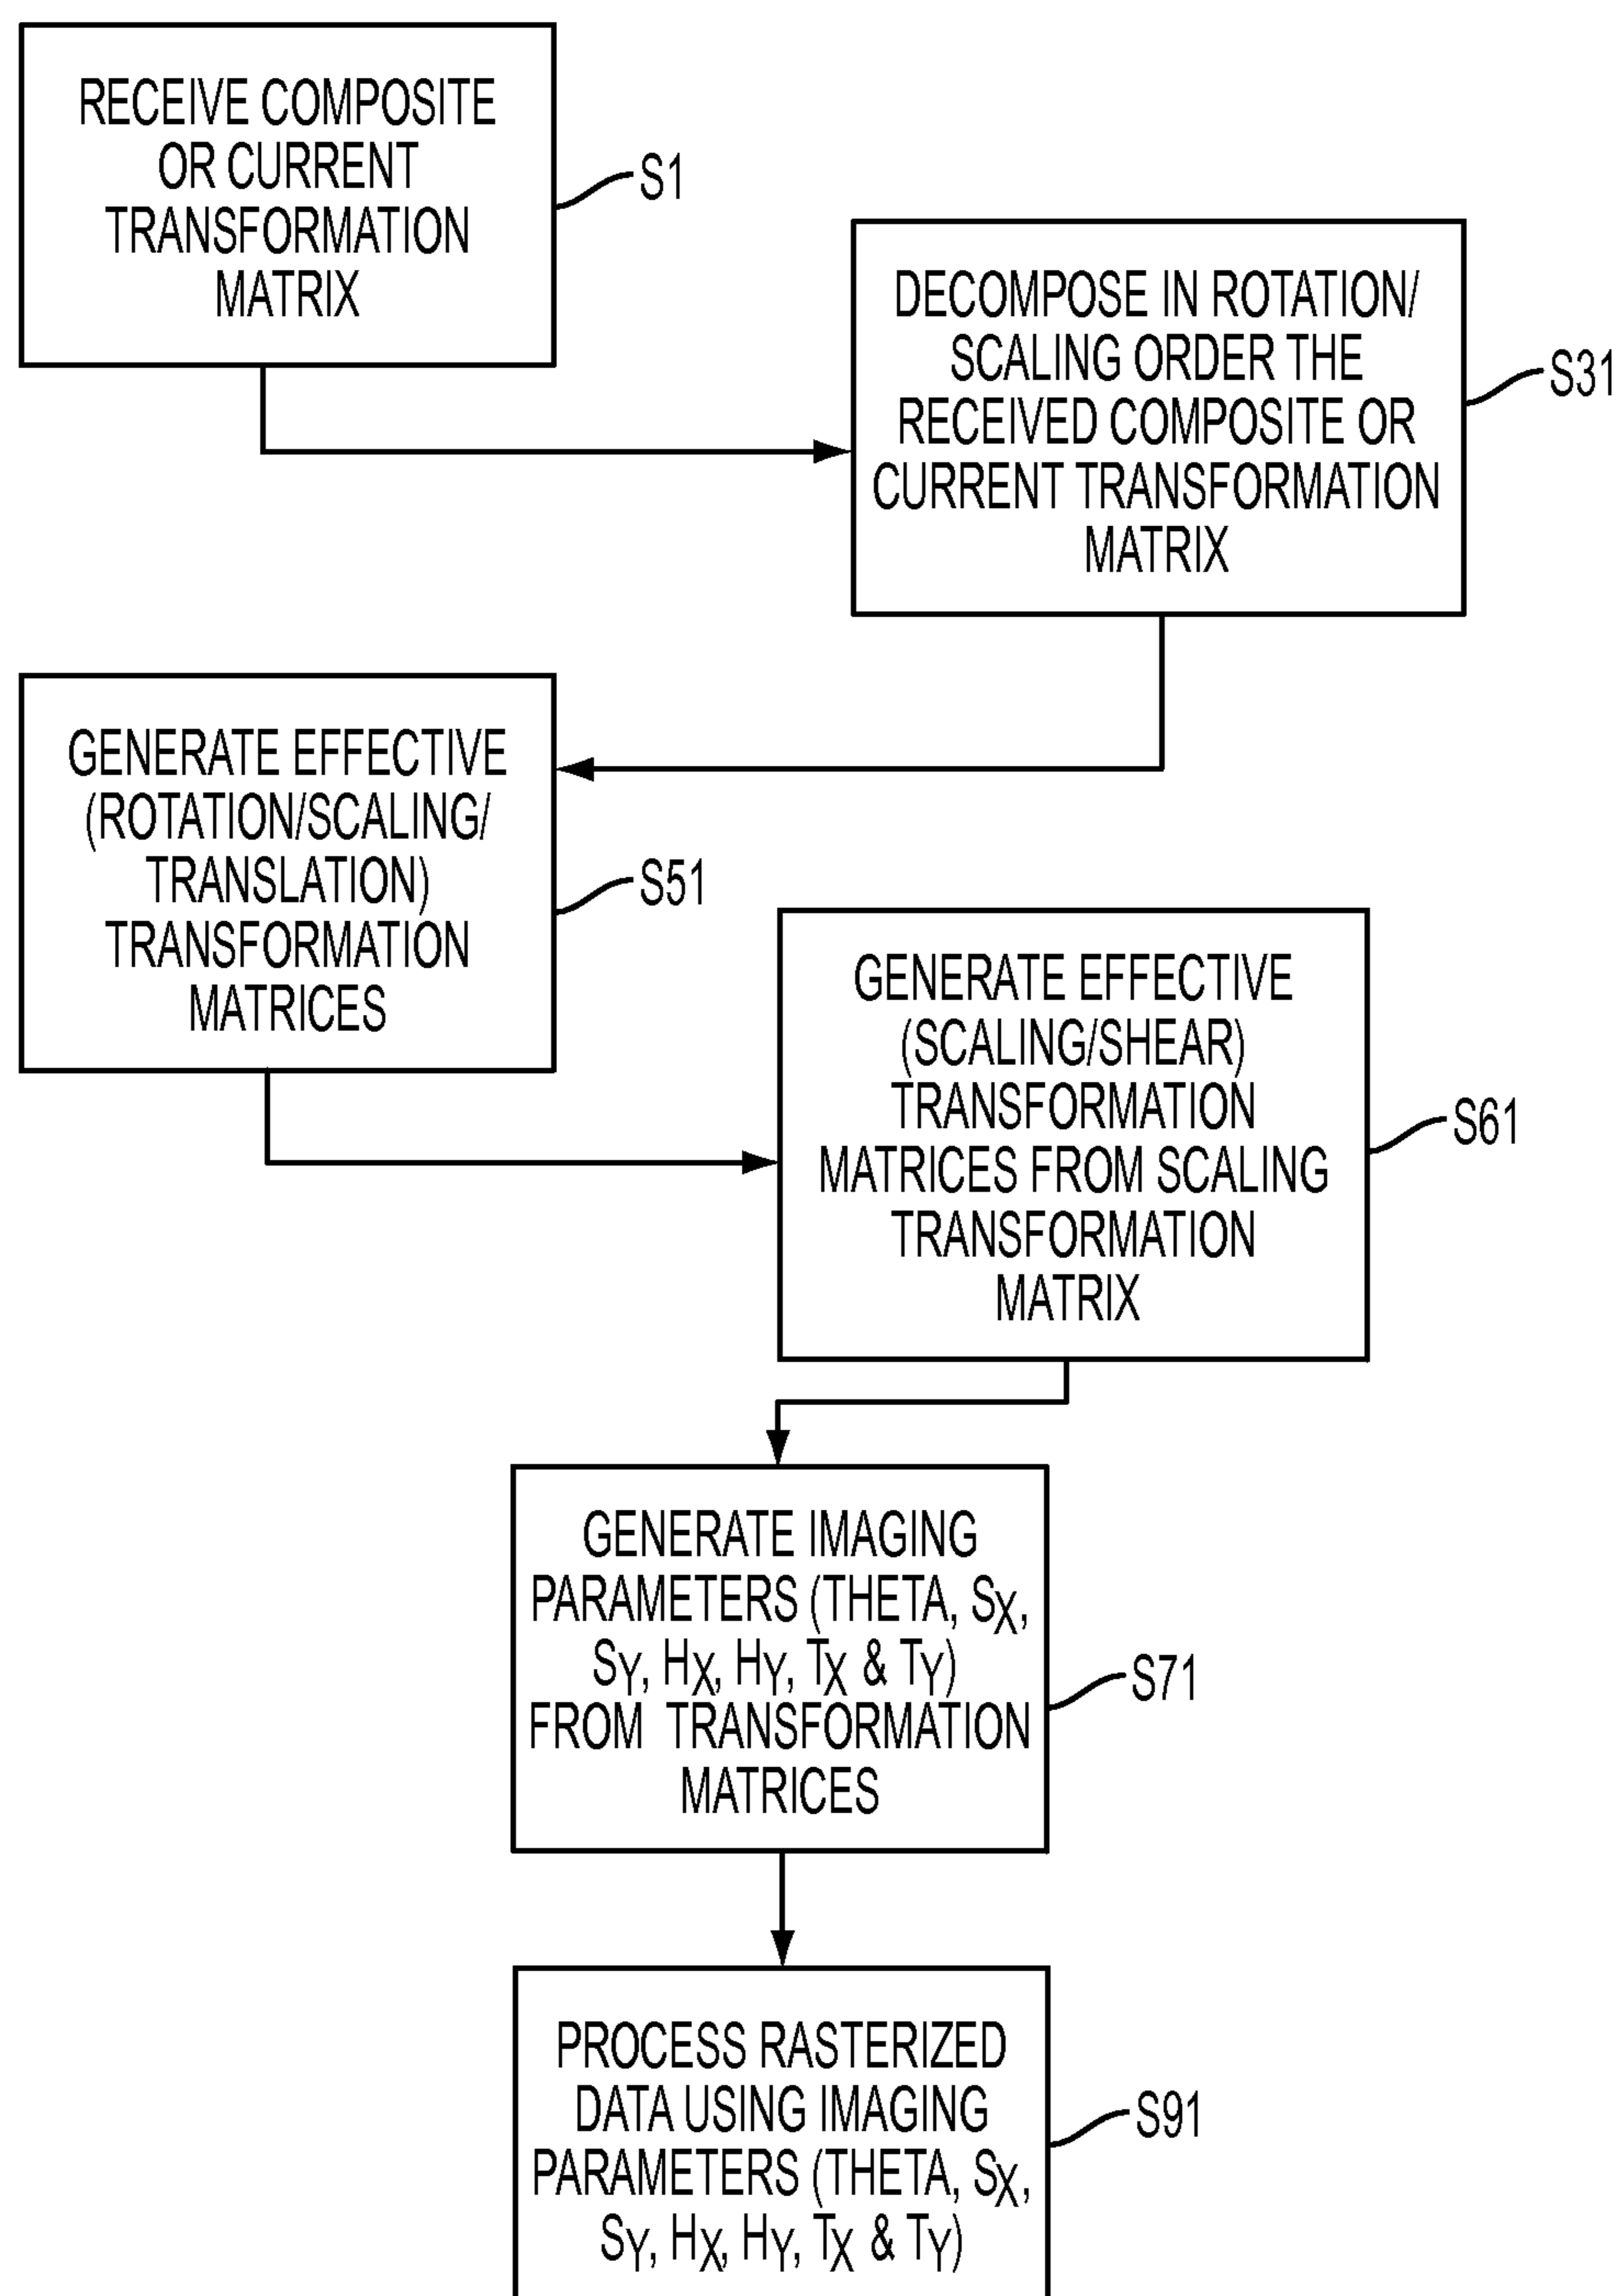 RECEIVE COMPOSITE
OR CURRENT
TRANSFORMATION
MATRIX
S1
DECOMPOSE IN ROTATION/
SCALING ORDER THE
RECEIVED COMPOSITE OR
CURRENT TRANSFORMATION
MATRIX
S31
GENERATE EFFECTIVE
(ROTATION/SCALING/
TRANSLATION)
TRANSFORMATION
MATRICES
S51
GENERATE EFFECTIVE
(SCALING/SHEAR)
TRANSFORMATION
MATRICES FROM SCALING
TRANSFORMATION
MATRIX
S61
GENERATE IMAGING
PARAMETERS (THETA, SX,
SY, HX, HY, TX & TY)
FROM TRANSFORMATION
MATRICES
S71
PROCESS RASTERIZED
DATA USING IMAGING
PARAMETERS (THETA, SX,
SY, HX, HY, TX & TY)
S91